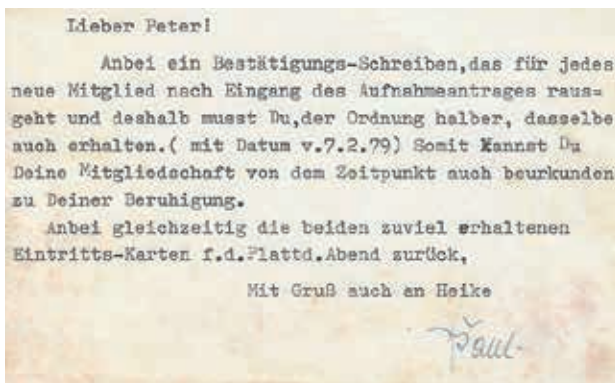 Lieber Peter!
Anbei ein Bestätigungs-Schreiben,das für jedes
neue Mitglied nach Eingang des Aufnahmeantrages raus=
geht und deshalb musst Du,der Ordnung halber, dasselbe
auch erhalten.( mit Datum v.7.2.79) Somit Kannst Du
Deine Mitgliedschaft von dem Zeitpunkt auch beurkunden
zu Deiner Beruhigung.
Anbei gleichzeitig die beiden zuviel erhaltenen
Eintritts-Karten f.d.Plattd.Abend zurück,
Mit Gruß auch an Heike
Paul.